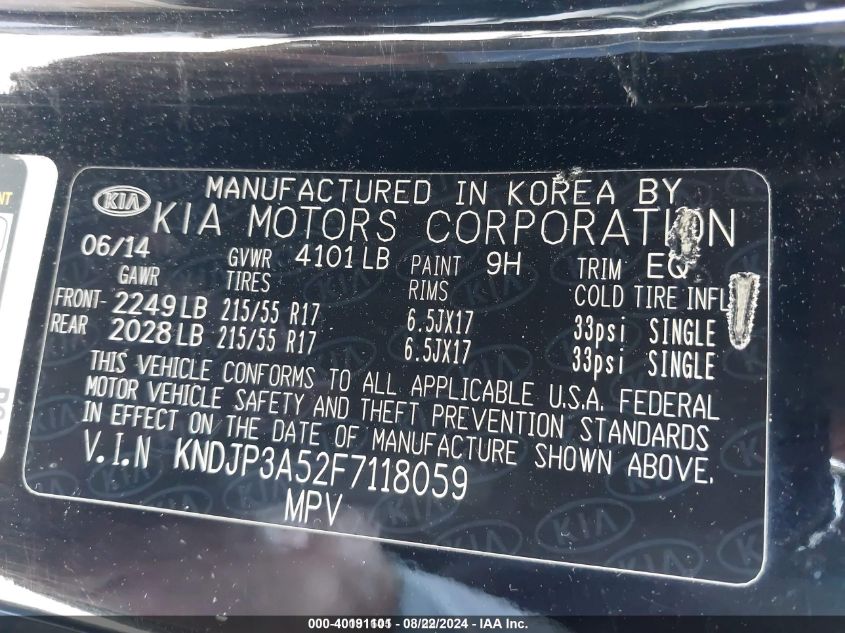 NT
KIA
MANUFACTURED IN KOREA BY
KIA MOTORS CORPORATION
06/14 GVWR 4101LB PAINT 9H TRIM EQ
GAWR TIRES RIMS COLD TIRE INFL
FRONT- 2249LB 215/55 R17 6.5JX17 33psi SINGLE
REAR 2028LB 215/55 R17 6.5JX17 33psi SINGLE
THIS VEHICLE CONFORMS TO ALL APPLICABLE U.S.A. FEDERAL
MOTOR VEHICLE SAFETY AND THEFT PREVENTION STANDARDS
IN EFFECT ON THE DATE OF MANUFACTURE SHOWN ABOVE.
V.I.N KNDJP3A52F7118059
MPV
000-40191101 - 08/22/2024 - IAA Inc.